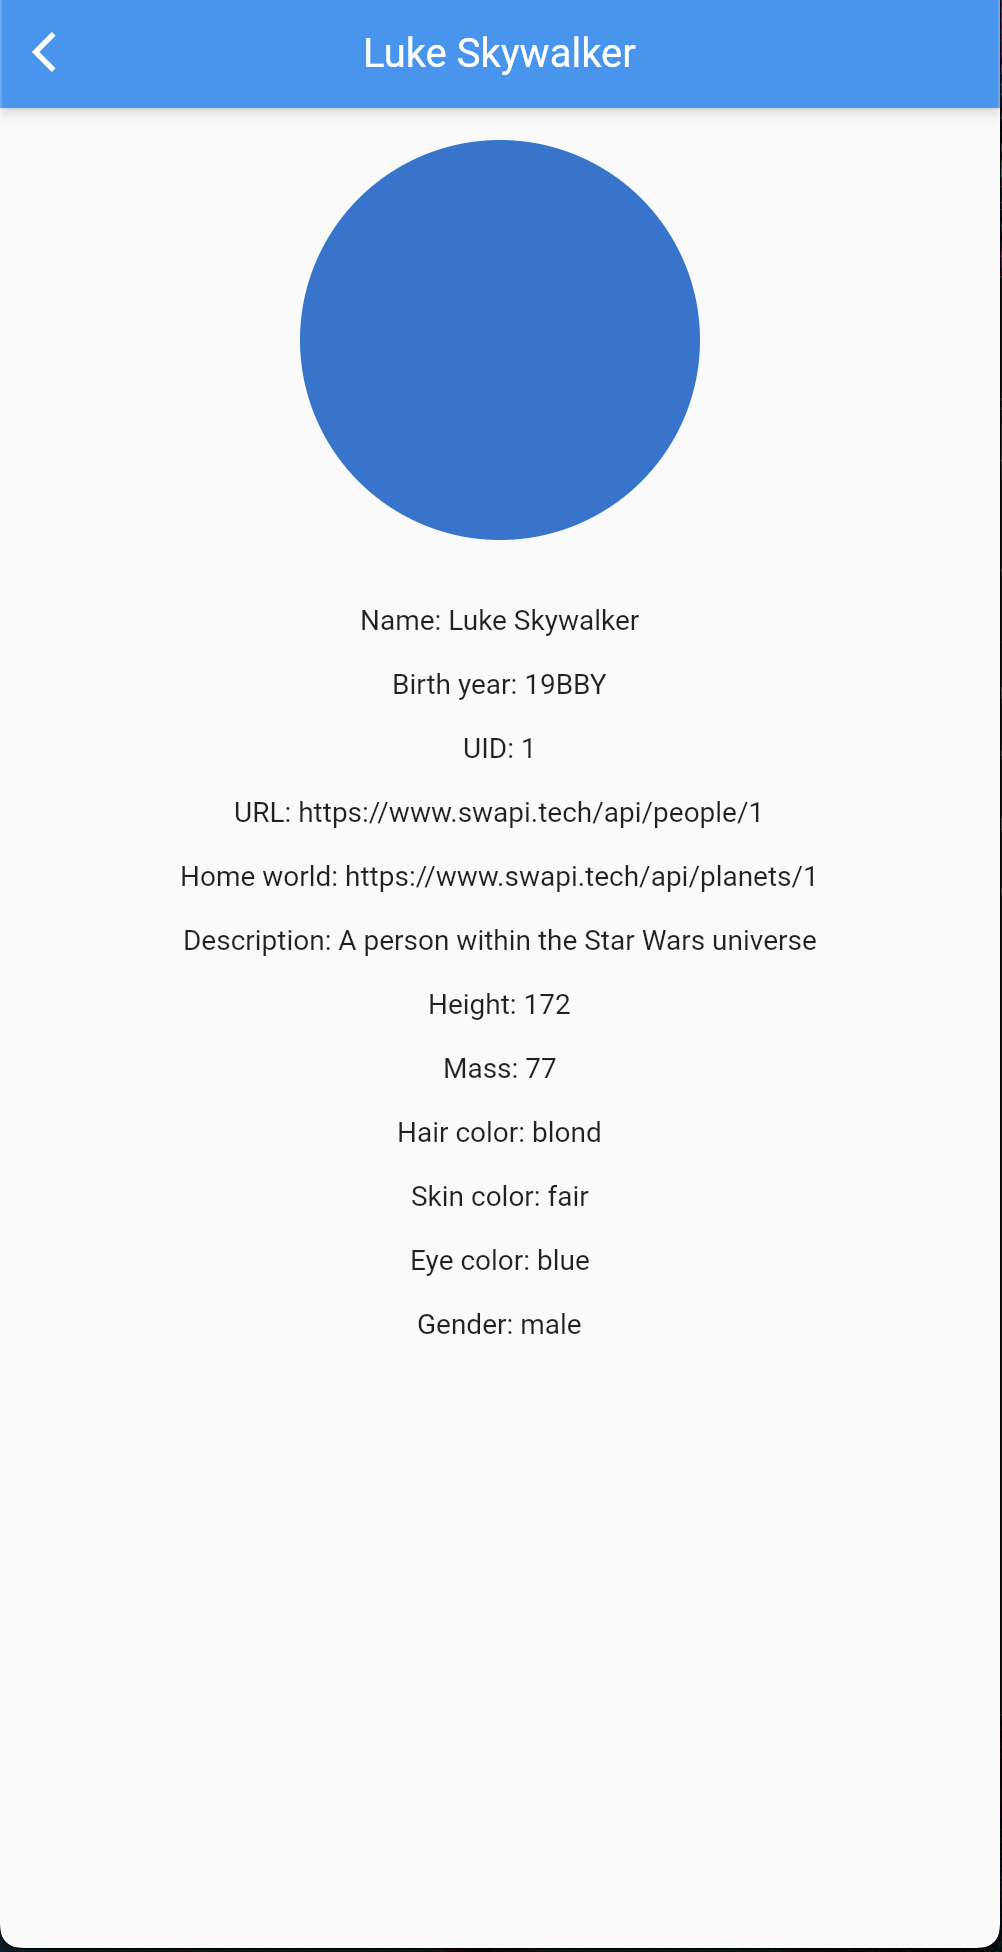 Luke Skywalker
Name: Luke Skywalker
Birth year: 19BBY
UID: 1
URL: https://www.swapi.tech/api/people/1
Home world: https://www.swapi.tech/api/planets/1
Description: A person within the Star Wars universe
Height: 172
Mass: 77
Hair color: blond
Skin color: fair
Eye color: blue
Gender: male